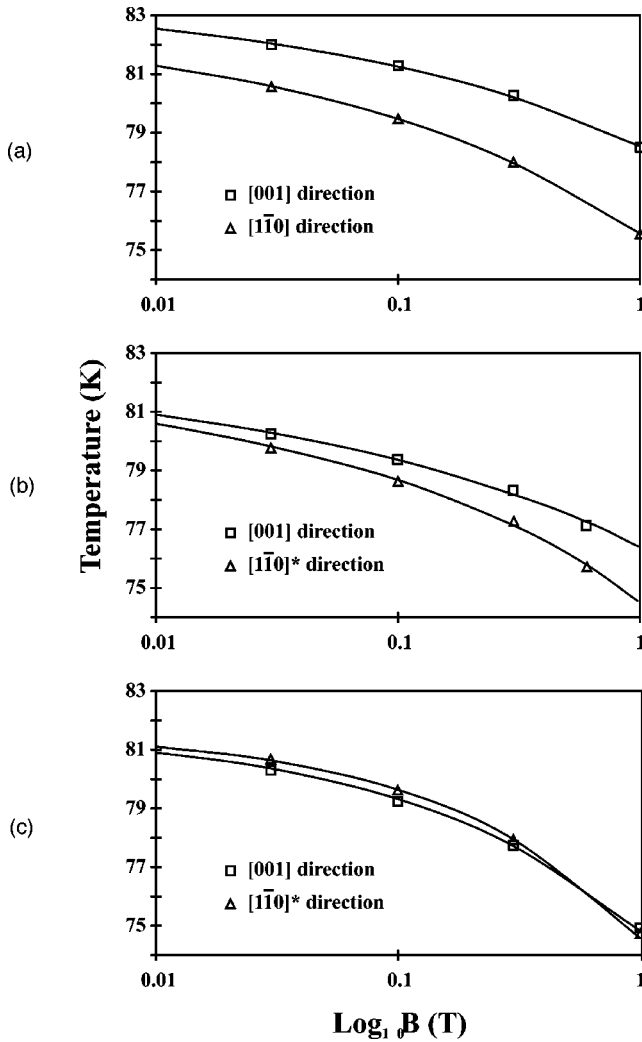 (a)
83
81
79
77
75
□ [001] direction
△ [11̅0] direction
0.01 0.1 1
Temperature (K)
(b)
83
81
79
77
75
□ [001] direction
△ [11̅0]* direction
0.01 0.1 1
(c)
83
81
79
77
75
□ [001] direction
△ [11̅0]* direction
0.01 0.1 1
Log₁ ₀B (T)